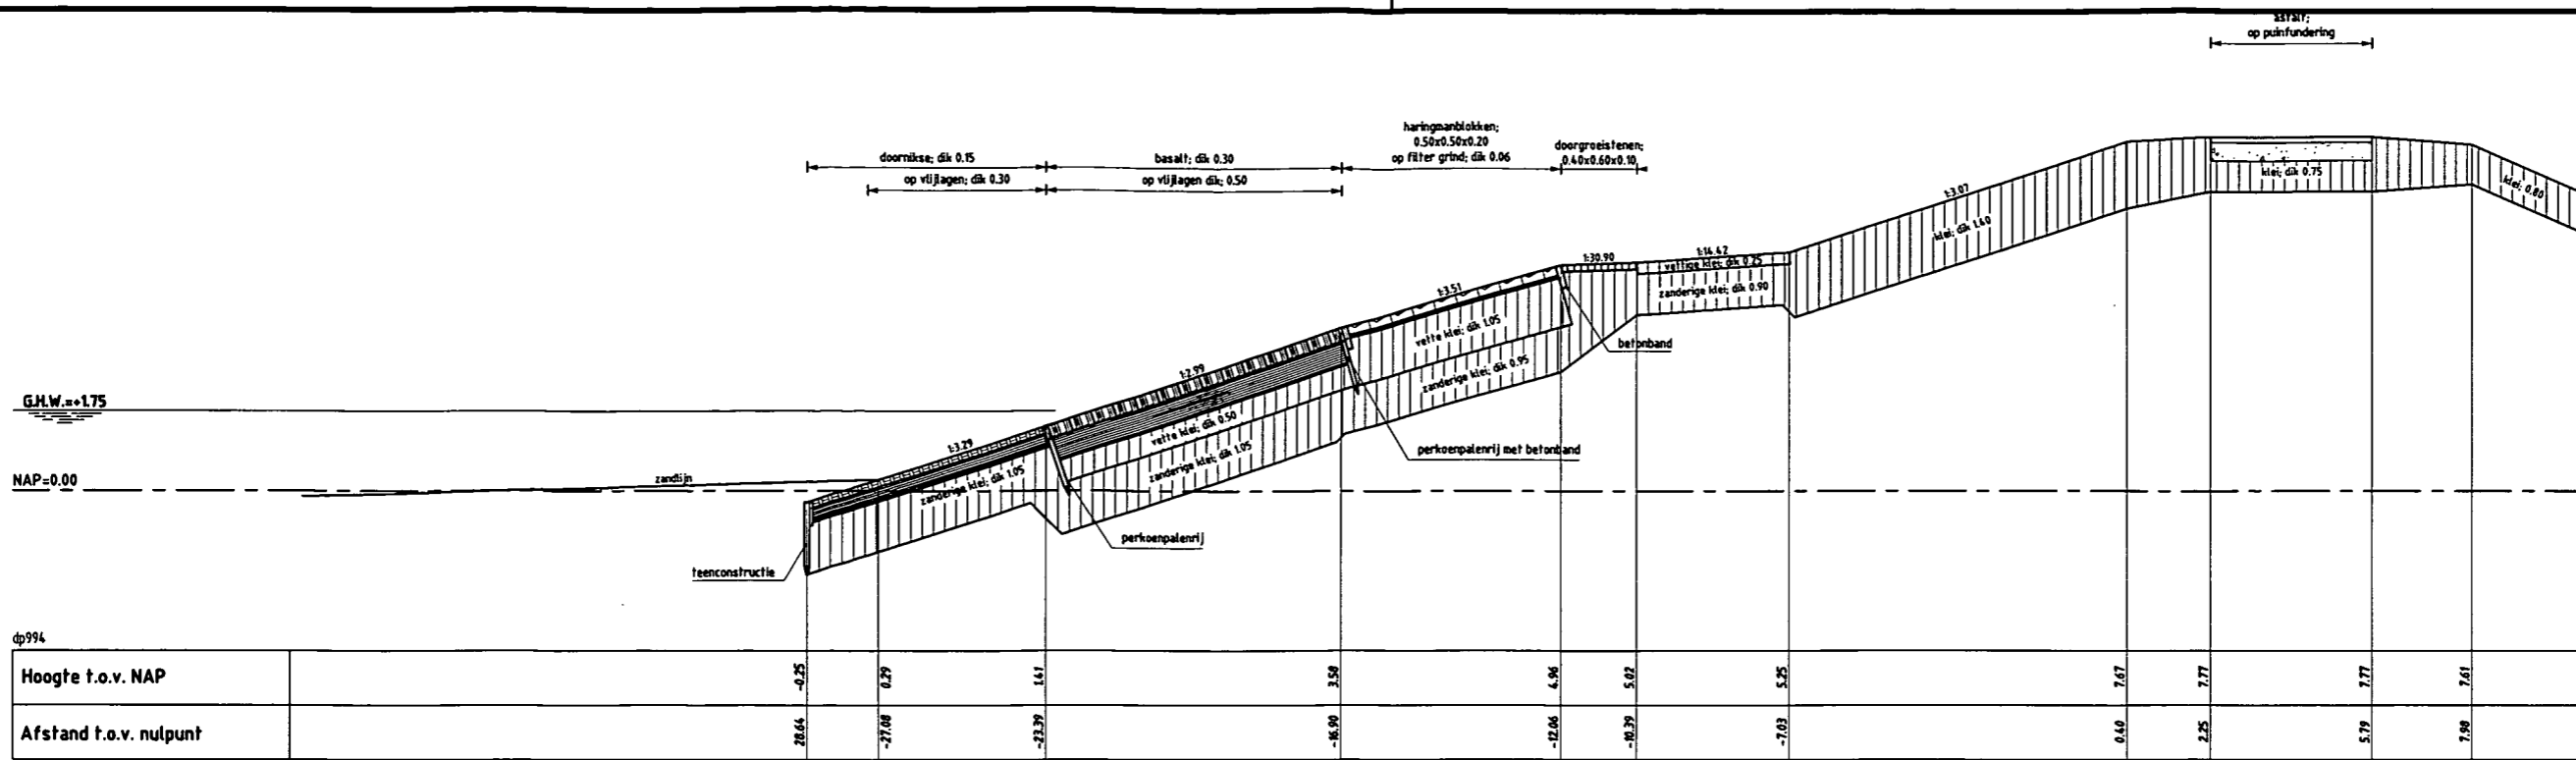 asfalt;
op puinfundering
haringmanblokken;
0.50x0.50x0.20
op filter grind; dik 0.06
doorgroeistenen;
0.40x0.60x0.10
doornikse; dik 0.15
basalt; dik 0.30
op vlijlagen; dik 0.30
op vlijlagen dik; 0.50
klei; dik 0.75
klei; 0.80
1:3.07
klei; dik 1.40
1:30.90
1:14.42
vettige klei; dik 0.25
zanderige klei; dik 0.90
1:3.51
vette klei; dik 1.05
zanderige klei; dik 0.95
betonband
1:2.99
vette klei; dik 0.50
zanderige klei; dik 1.05
perkoenpalenrij met betonband
G.H.W.=+1.75
1:3.29
zanderige klei; dik 1.05
zandlijn
NAP=0.00
perkoenpalenrij
teenconstructie
dp994
Hoogte t.o.v. NAP -0.25 0.29 1.41 3.58 4.96 5.02 5.25 7.67 7.77 7.77 7.61
Afstand t.o.v. nulpunt 28.64 -27.08 -23.39 -16.90 -12.06 -10.39 -7.03 0.40 2.25 5.79 7.98